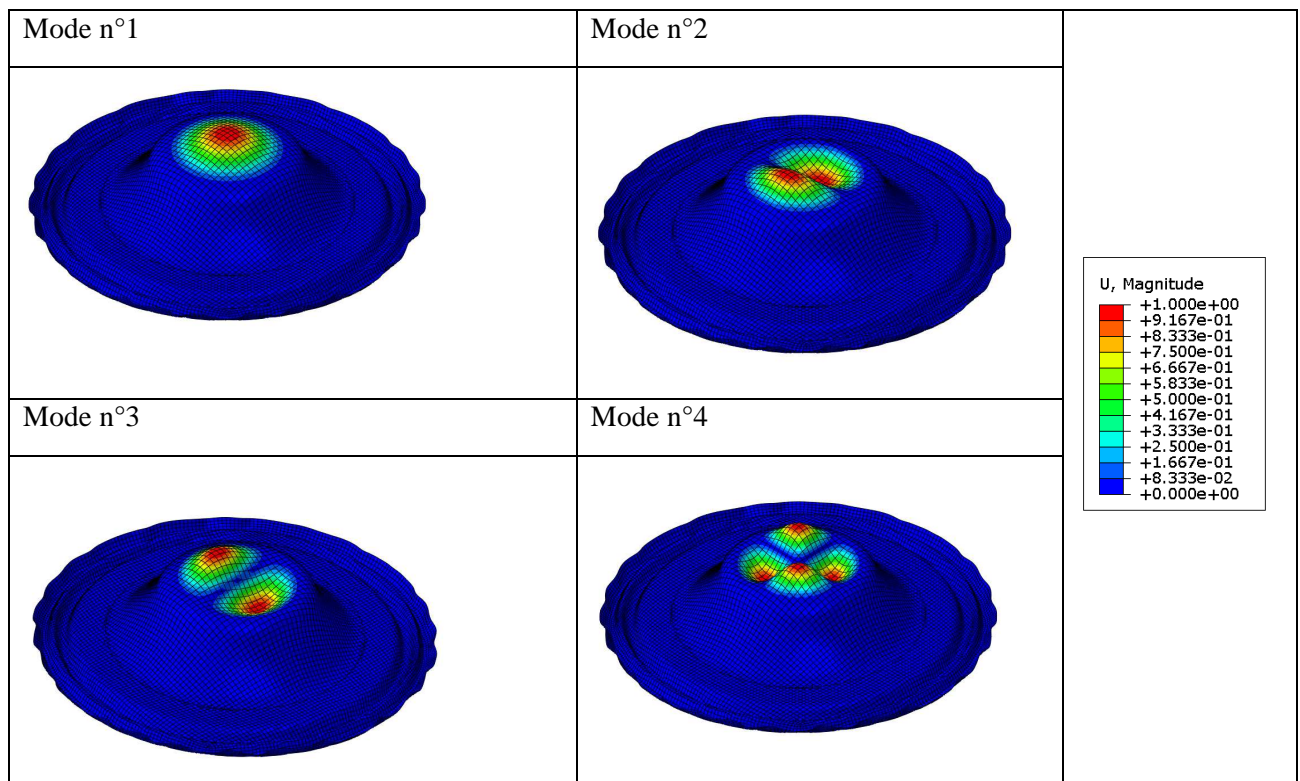 Mode n°1
Mode n°2
Mode n°3
Mode n°4
U, Magnitude
+1.000e+00
+9.167e-01
+8.333e-01
+7.500e-01
+6.667e-01
+5.833e-01
+5.000e-01
+4.167e-01
+3.333e-01
+2.500e-01
+1.667e-01
+8.333e-02
+0.000e+00